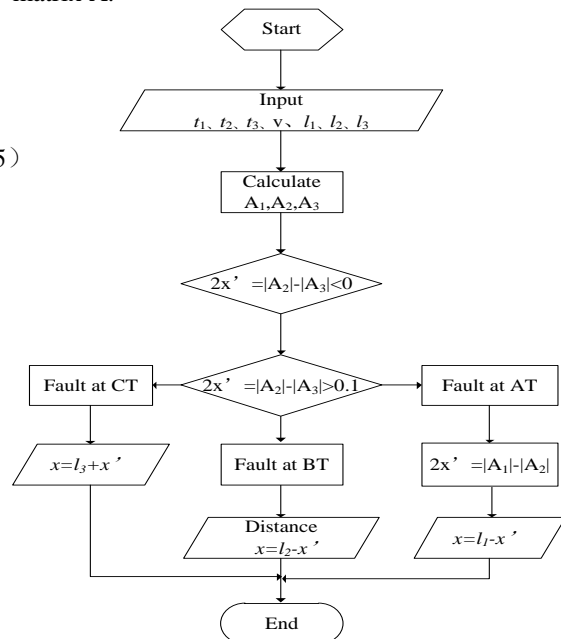 matrix A.
Start
Input
t₁、t₂、t₃、v、l₁、l₂、l₃
5）
Calculate
A₁,A₂,A₃
2x’ =|A₂|-|A₃|<0
2x’ =|A₂|-|A₃|>0.1
Fault at CT
Fault at AT
x=l₃+x’
Fault at BT
2x’ =|A₁|-|A₂|
Distance
x=l₂-x’
x=l₁-x’
End